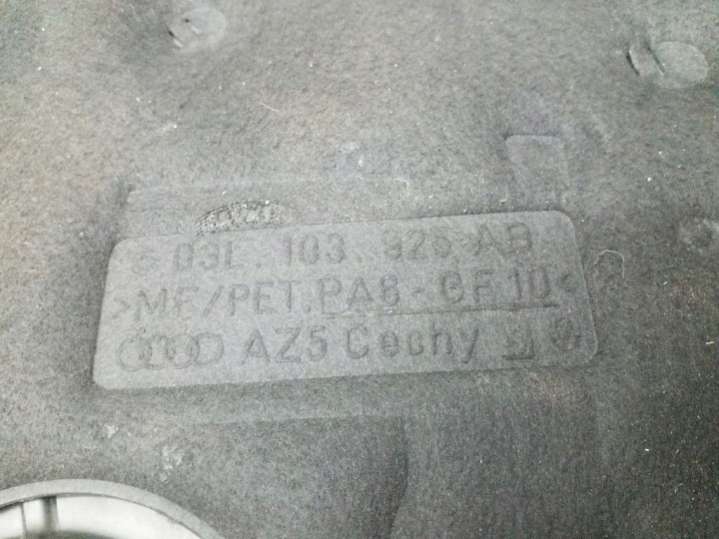 03L.103.925 AB
>MF/PET.PA6-GF10<
AZ5 Cechy